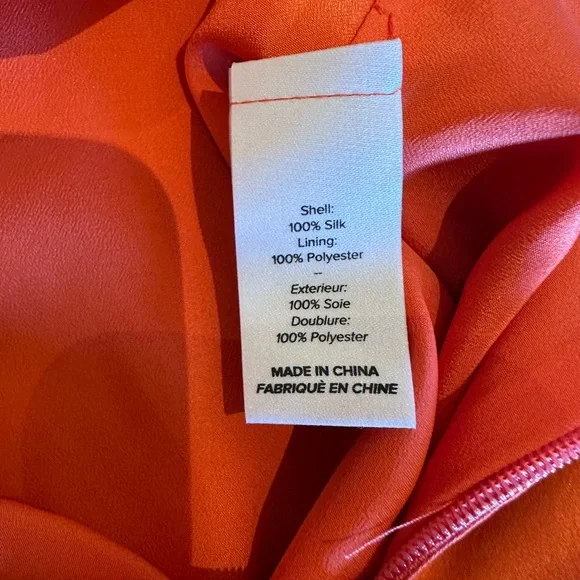 Shell:
100% Silk
Lining:
100% Polyester
--
Exterieur:
100% Soie
Doublure:
100% Polyester
MADE IN CHINA
FABRIQUÈ EN CHINE